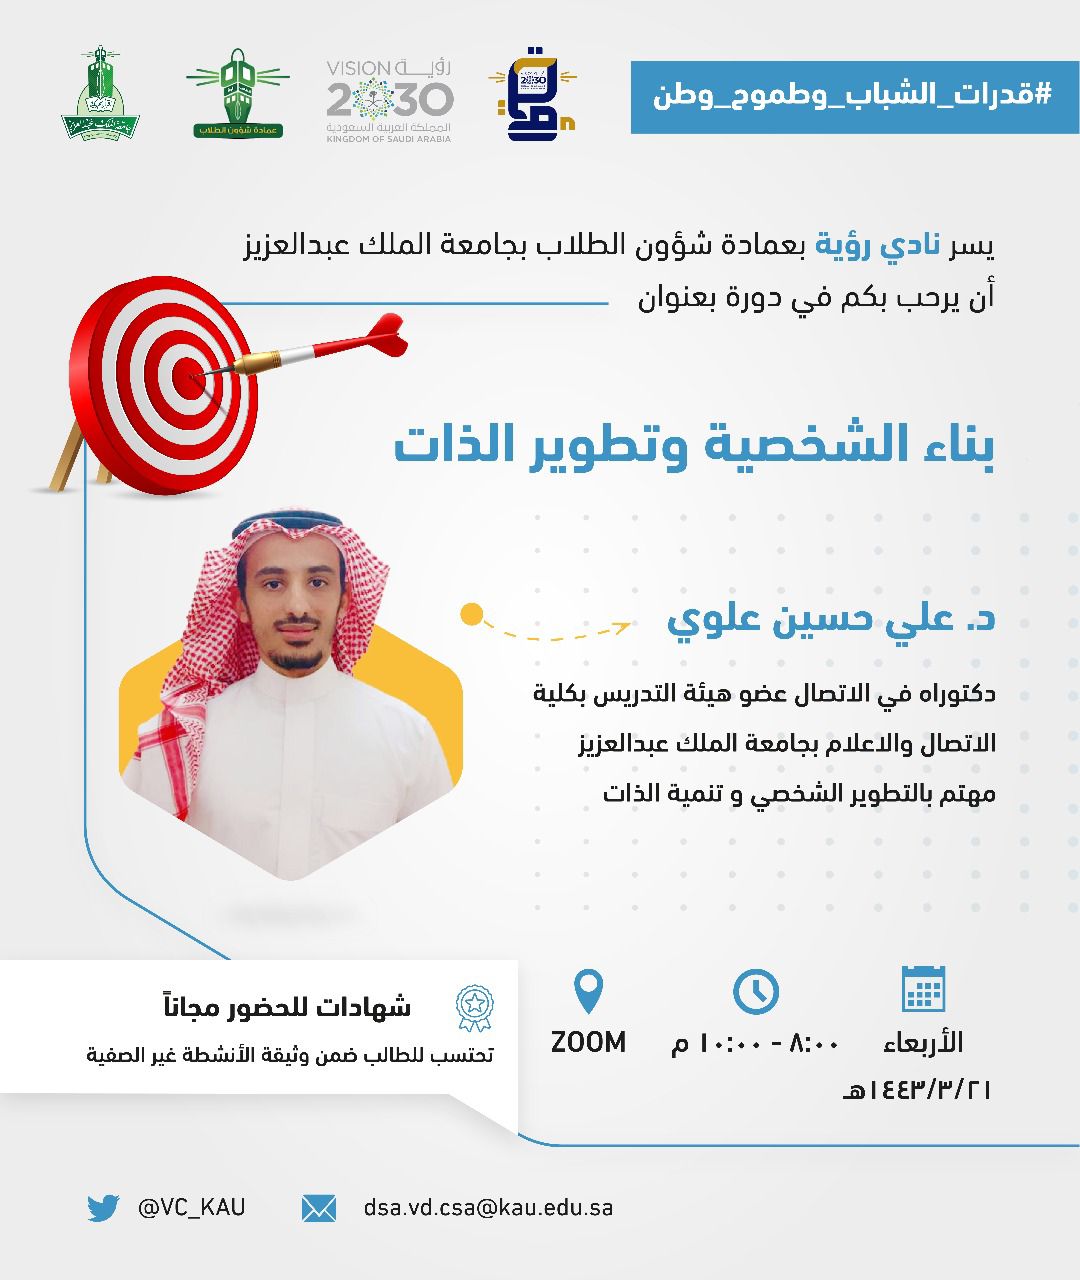 #قدرات_الشباب_وطموح_وطن
رؤيــة VISION
2030
المملكة العربية السعودية
KINGDOM OF SAUDI ARABIA
عمادة شؤون الطلاب
يسر نادي رؤية بعمادة شؤون الطلاب بجامعة الملك عبدالعزيز
أن يرحب بكم في دورة بعنوان
بناء الشخصية وتطوير الذات
د. علي حسين علوي
دكتوراه في الاتصال عضو هيئة التدريس بكلية
الاتصال والاعلام بجامعة الملك عبدالعزيز
مهتم بالتطوير الشخصي و تنمية الذات
الأربعاء
٢١/٣/١٤٤٣هـ
٨:٠٠ - ١٠:٠٠ م
ZOOM
شهادات للحضور مجاناً
تحتسب للطالب ضمن وثيقة الأنشطة غير الصفية
@VC_KAU
dsa.vd.csa@kau.edu.sa